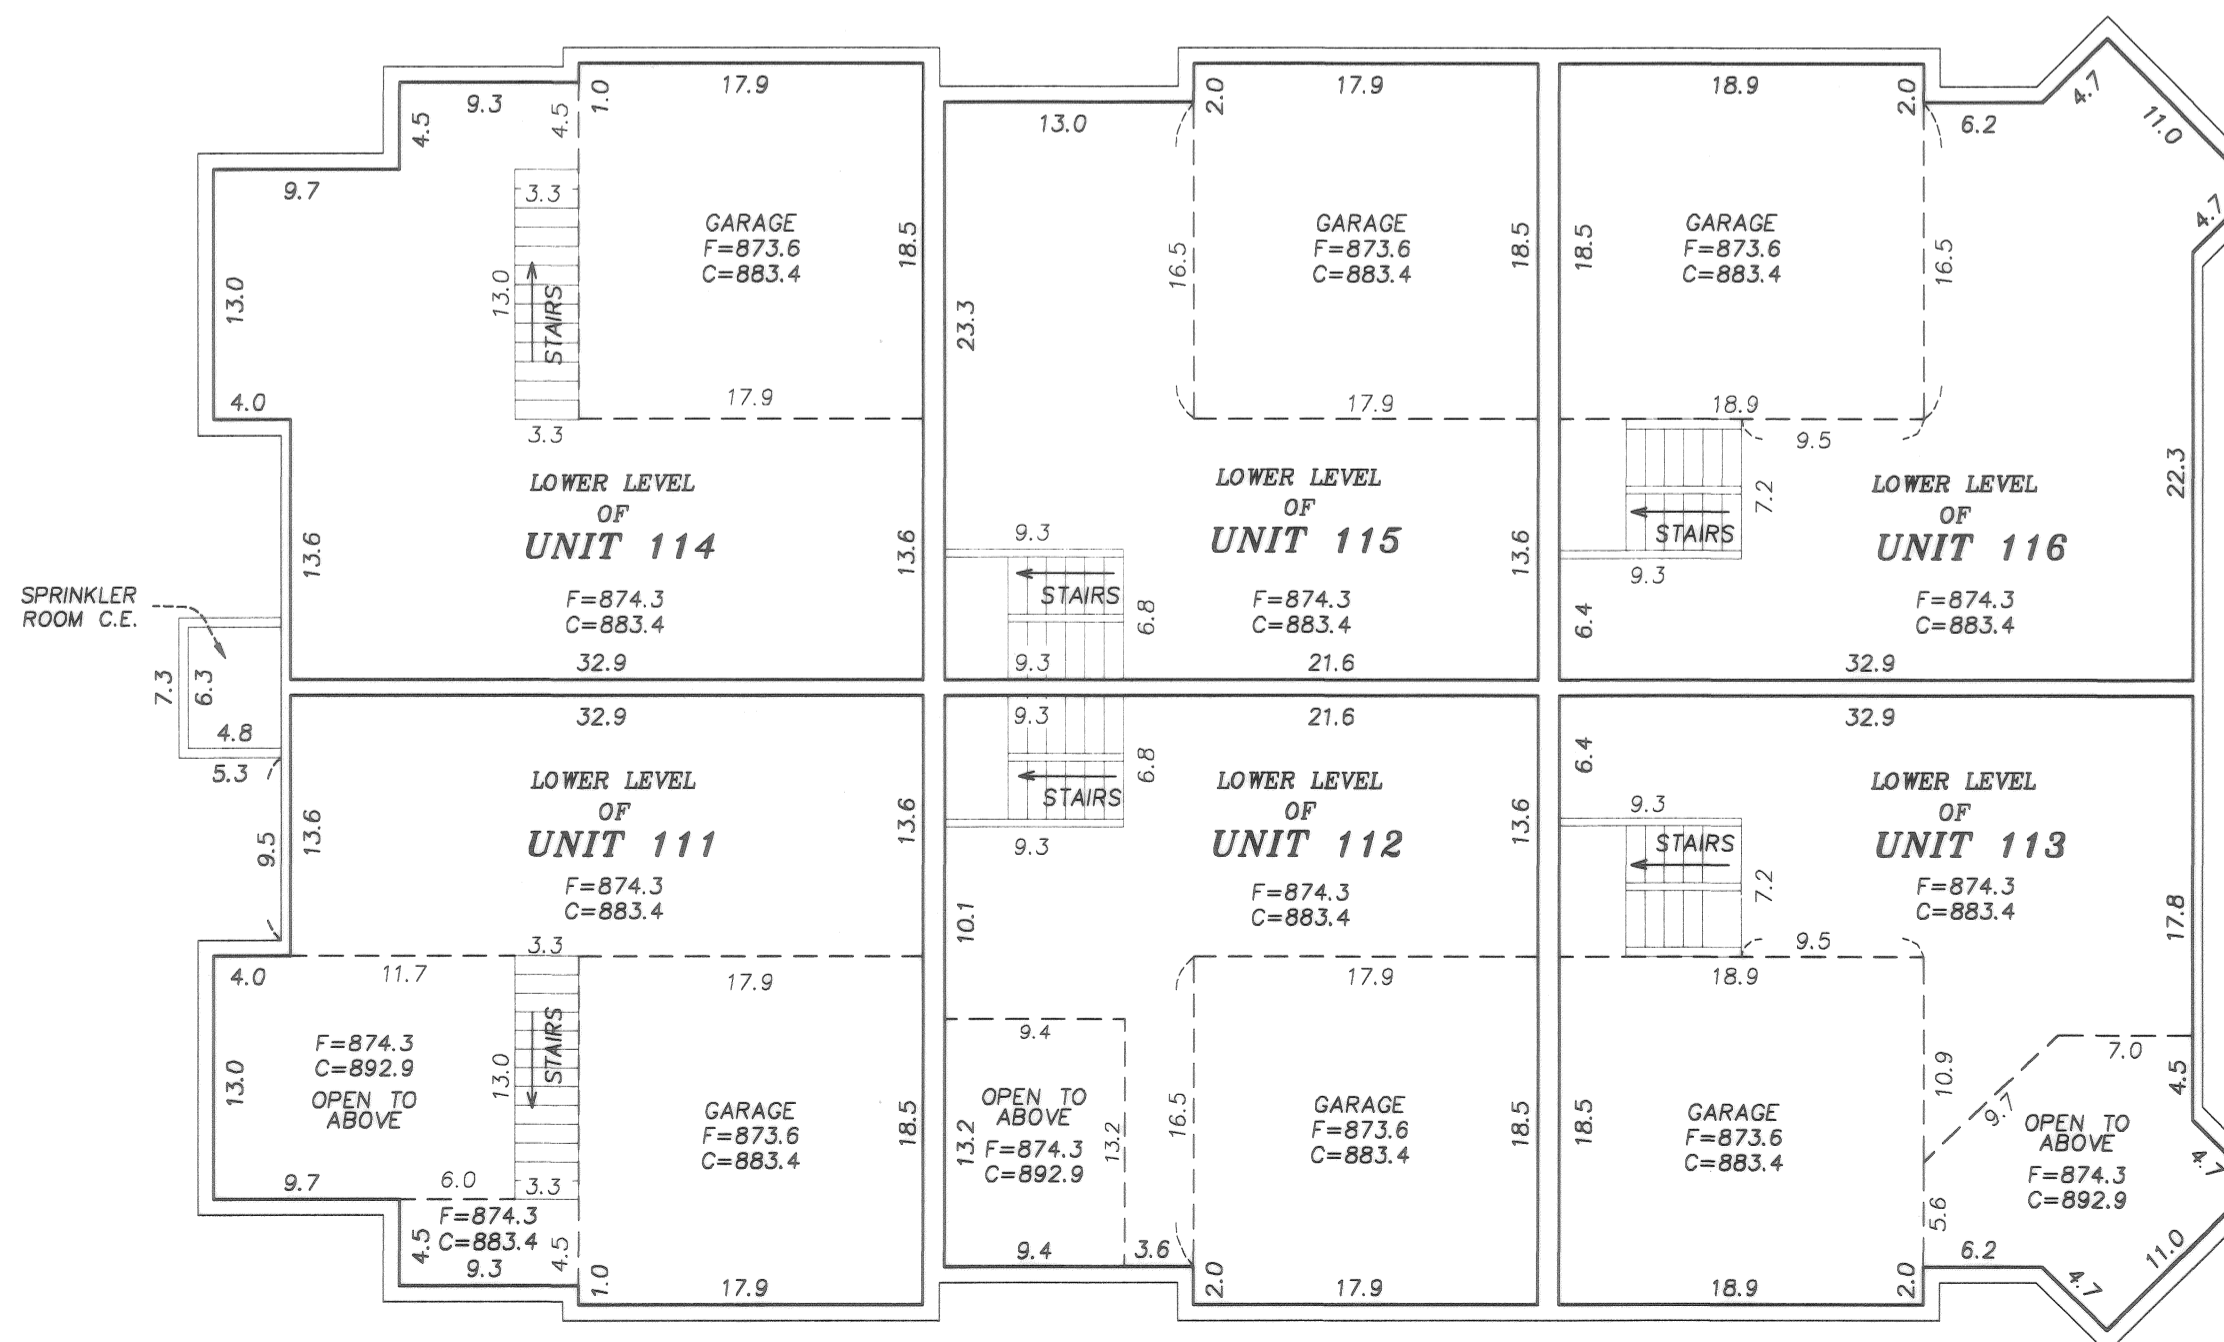 17.9
17.9
18.9
9.3
1.0
2.0
2.0
4.7
11.0
4.5
4.5
13.0
6.2
9.7
3.3
4.7
GARAGE
F=873.6
C=883.4
18.5
16.5
GARAGE
F=873.6
C=883.4
18.5
18.5
GARAGE
F=873.6
C=883.4
16.5
13.0
13.0
STAIRS
23.3
4.0
17.9
17.9
18.9
3.3
9.5
LOWER LEVEL
OF
UNIT 114
F=874.3
C=883.4
32.9
13.6
13.6
LOWER LEVEL
OF
UNIT 115
F=874.3
C=883.4
21.6
9.3
STAIRS
6.8
9.3
13.6
7.2
STAIRS
9.3
6.4
LOWER LEVEL
OF
UNIT 116
F=874.3
C=883.4
32.9
22.3
SPRINKLER
ROOM C.E.
7.3
6.3
4.8
5.3
9.5
32.9
LOWER LEVEL
OF
UNIT 111
F=874.3
C=883.4
13.6
13.6
9.3
6.8
STAIRS
9.3
21.6
LOWER LEVEL
OF
UNIT 112
F=874.3
C=883.4
13.6
10.1
32.9
6.4
9.3
STAIRS
7.2
LOWER LEVEL
OF
UNIT 113
F=874.3
C=883.4
17.8
3.3
9.5
4.0
11.7
17.9
17.9
18.9
F=874.3
C=892.9
OPEN TO
ABOVE
13.0
13.0
STAIRS
GARAGE
F=873.6
C=883.4
18.5
9.4
OPEN TO
ABOVE
F=874.3
C=892.9
13.2
13.2
16.5
GARAGE
F=873.6
C=883.4
18.5
18.5
GARAGE
F=873.6
C=883.4
10.9
7.0
4.5
9.7
OPEN TO
ABOVE
F=874.3
C=892.9
4.7
5.6
9.7
6.0
3.3
F=874.3
C=883.4
4.5
4.5
9.3
1.0
17.9
9.4
3.6
2.0
17.9
18.9
2.0
6.2
4.7
11.0